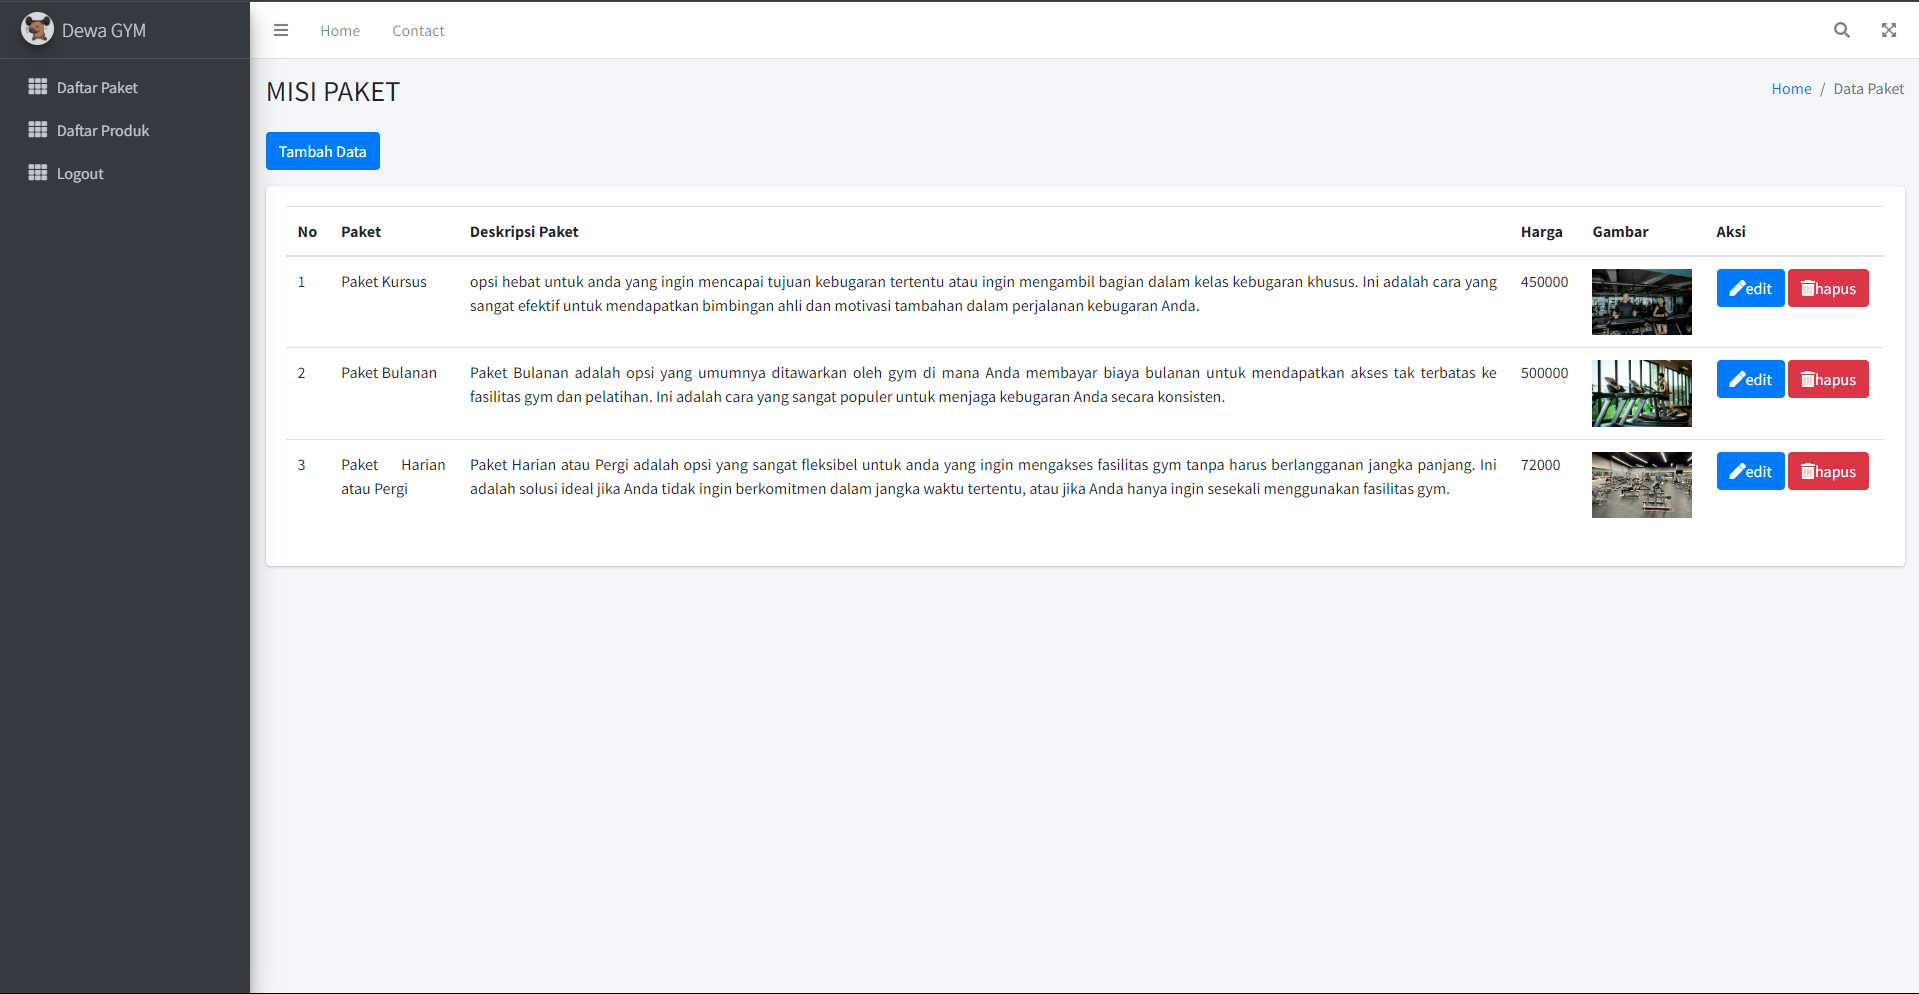 Dewa GYM
Home
Contact
Daftar Paket
Daftar Produk
Logout
MISI PAKET
Home / Data Paket
Tambah Data
No Paket Deskripsi Paket Harga Gambar Aksi
1 Paket Kursus opsi hebat untuk anda yang ingin mencapai tujuan kebugaran tertentu atau ingin mengambil bagian dalam kelas kebugaran khusus. Ini adalah cara yang 450000 edit hapus
sangat efektif untuk mendapatkan bimbingan ahli dan motivasi tambahan dalam perjalanan kebugaran Anda.
2 Paket Bulanan Paket Bulanan adalah opsi yang umumnya ditawarkan oleh gym di mana Anda membayar biaya bulanan untuk mendapatkan akses tak terbatas ke 500000 edit hapus
fasilitas gym dan pelatihan. Ini adalah cara yang sangat populer untuk menjaga kebugaran Anda secara konsisten.
3 Paket Harian Paket Harian atau Pergi adalah opsi yang sangat fleksibel untuk anda yang ingin mengakses fasilitas gym tanpa harus berlangganan jangka panjang. Ini 72000 edit hapus
atau Pergi adalah solusi ideal jika Anda tidak ingin berkomitmen dalam jangka waktu tertentu, atau jika Anda hanya ingin sesekali menggunakan fasilitas gym.